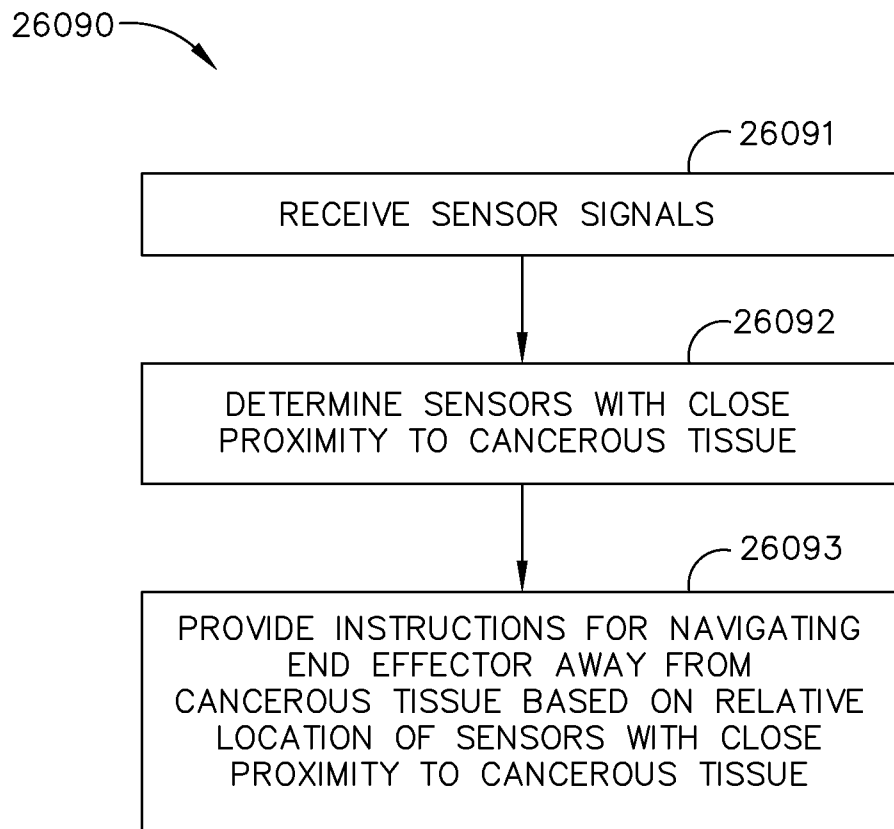 26090
26091
RECEIVE SENSOR SIGNALS
26092
DETERMINE SENSORS WITH CLOSE
PROXIMITY TO CANCEROUS TISSUE
26093
PROVIDE INSTRUCTIONS FOR NAVIGATING
END EFFECTOR AWAY FROM
CANCEROUS TISSUE BASED ON RELATIVE
LOCATION OF SENSORS WITH CLOSE
PROXIMITY TO CANCEROUS TISSUE